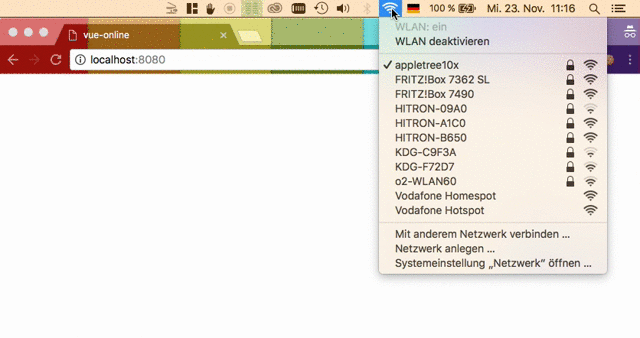 100 % Mi. 23. Nov. 11:16
vue-online
localhost:8080
WLAN: ein
WLAN deaktivieren
appletree10x
FRITZ!Box 7362 SL
FRITZ!Box 7490
HITRON-09A0
HITRON-A1C0
HITRON-B650
KDG-C9F3A
KDG-F72D7
o2-WLAN60
Vodafone Homespot
Vodafone Hotspot
Mit anderem Netzwerk verbinden ...
Netzwerk anlegen ...
Systemeinstellung „Netzwerk“ öffnen ...